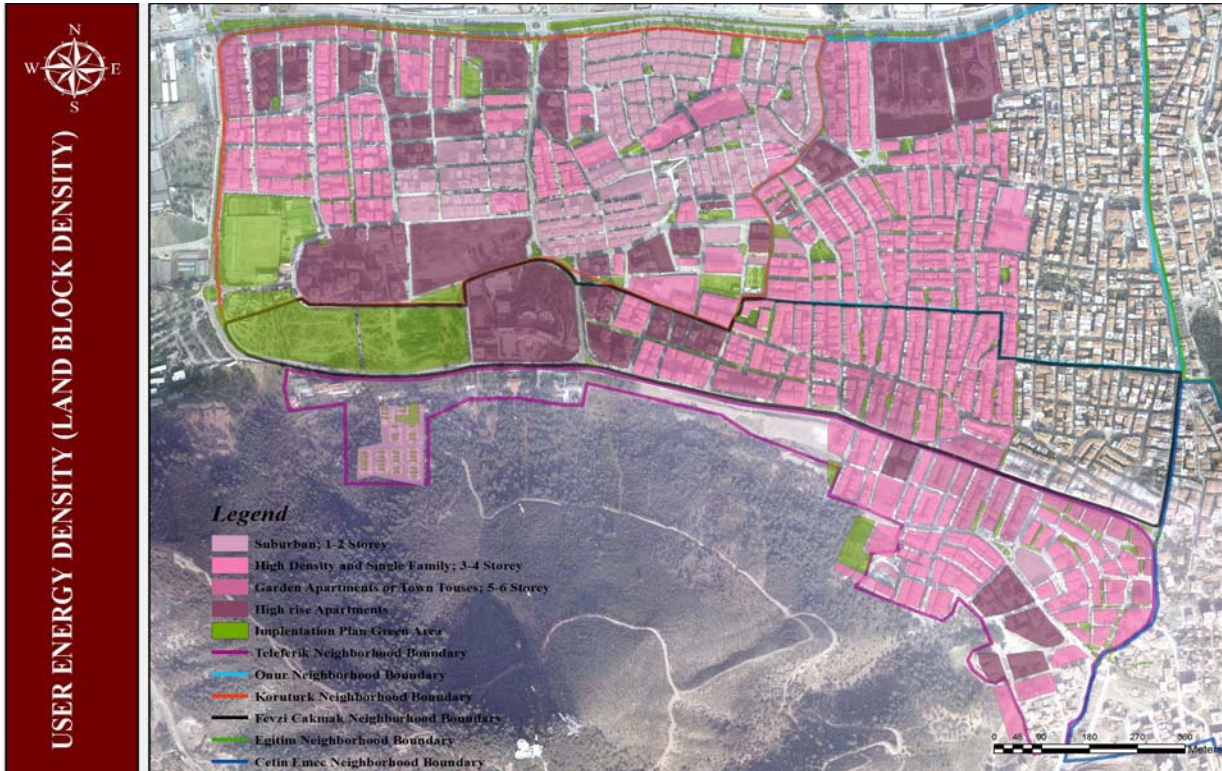 USER ENERGY DENSITY (LAND BLOCK DENSITY)
N
W E
S
Legend
Suburban; 1-2 Storey
High Density and Single Family; 3-4 Storey
Garden Apartments or Town Touses; 5-6 Storey
High rise Apartments
Implentation Plan Green Area
Teleferik Neighborhood Boundary
Onur Neighborhood Boundary
Koruturk Neighborhood Boundary
Fevzi Cakmak Neighborhood Boundary
Egitim Neighborhood Boundary
Cetin Emec Neighborhood Boundary
0 45 90 180 270 360
Meters